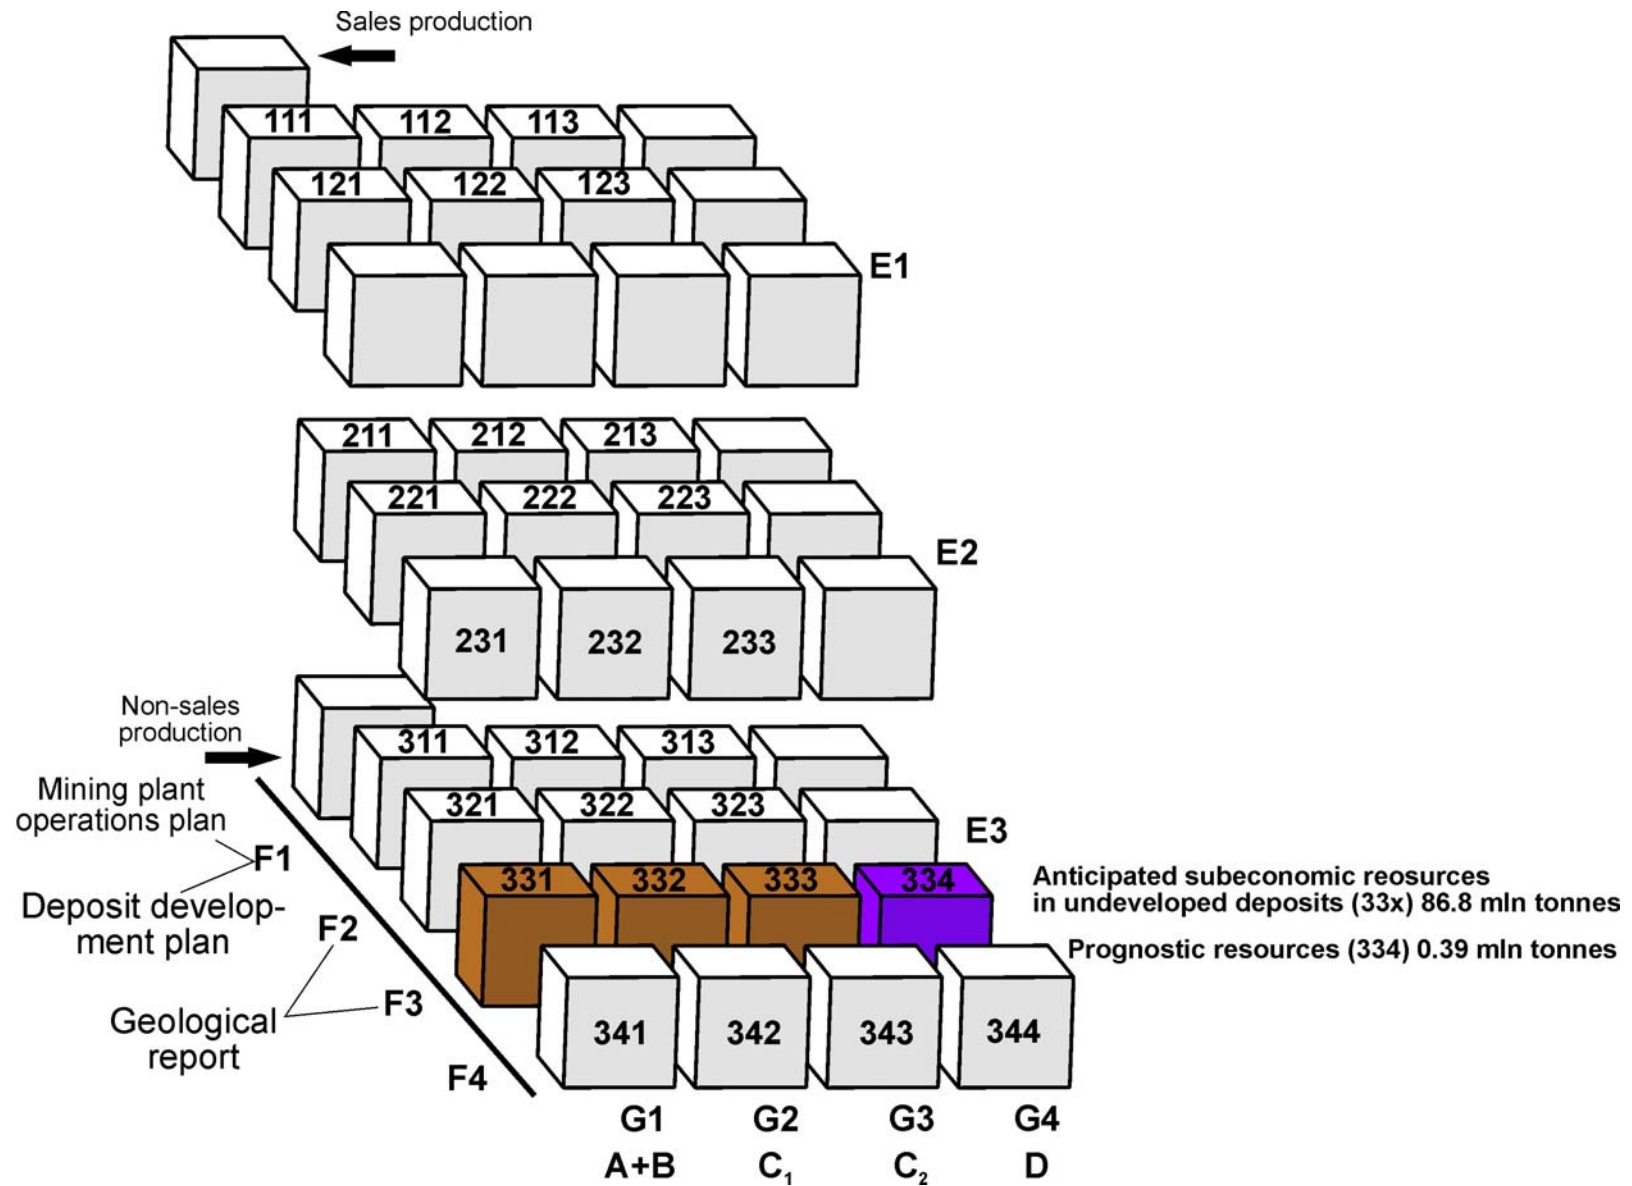 Sales production
111 112 113
121 122 123
E1
211 212 213
221 222 223
E2
231 232 233
Non-sales
production
311 312 313
Mining plant
operations plan
321 322 323
E3
F1
331 332 333 334
Anticipated subeconomic reosurces
in undeveloped deposits (33x) 86.8 mln tonnes
Deposit develop-
ment plan
F2
Prognostic resources (334) 0.39 mln tonnes
F3
Geological
report
341 342 343 344
F4
G1 G2 G3 G4
A+B C₁ C₂ D